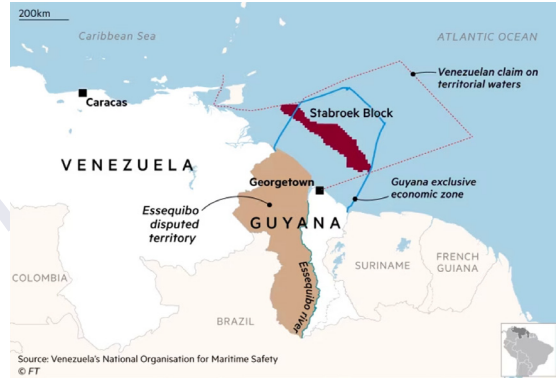 200km
Caribbean Sea
ATLANTIC OCEAN
Venezuelan claim on
territorial waters
Caracas
Stabroek Block
VENEZUELA
Georgetown
Guyana exclusive
economic zone
Essequibo
disputed
territory
GUYANA
Essequibo river
SURINAME
FRENCH
GUIANA
COLOMBIA
BRAZIL
Source: Venezuela's National Organisation for Maritime Safety
© FT